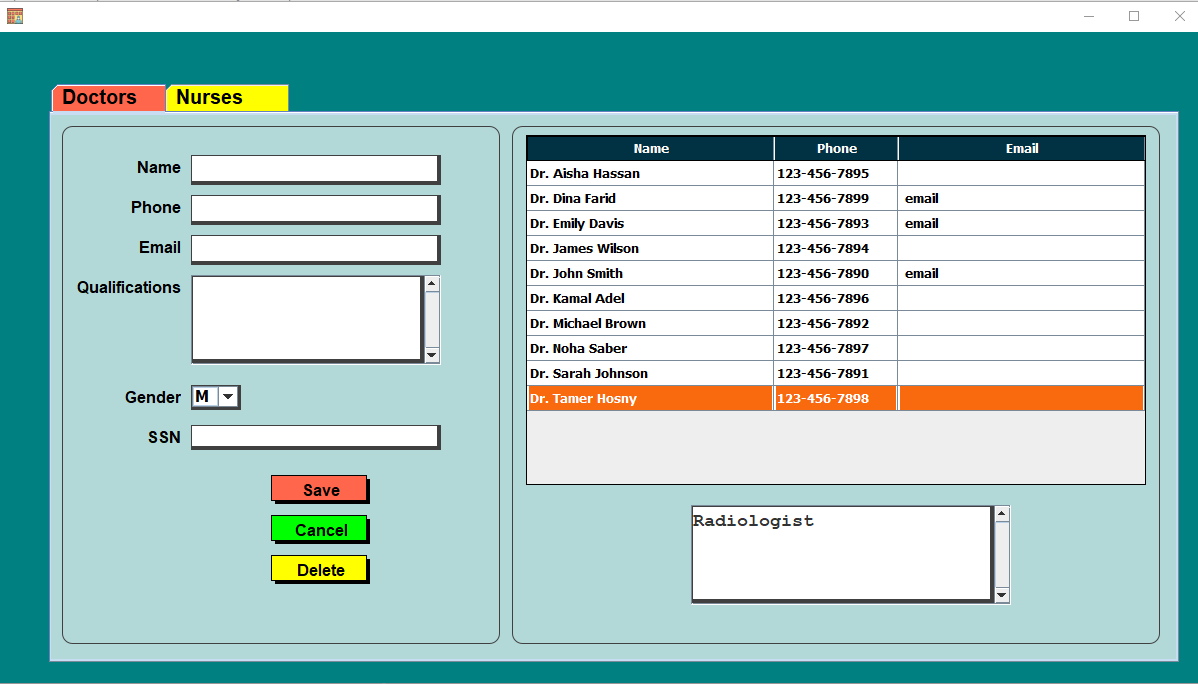 Doctors Nurses
Name
Phone
Email
Qualifications
Gender M
SSN
Save
Cancel
Delete
Name Phone Email
Dr. Aisha Hassan 123-456-7895
Dr. Dina Farid 123-456-7899 email
Dr. Emily Davis 123-456-7893 email
Dr. James Wilson 123-456-7894
Dr. John Smith 123-456-7890 email
Dr. Kamal Adel 123-456-7896
Dr. Michael Brown 123-456-7892
Dr. Noha Saber 123-456-7897
Dr. Sarah Johnson 123-456-7891
Dr. Tamer Hosny 123-456-7898
Radiologist